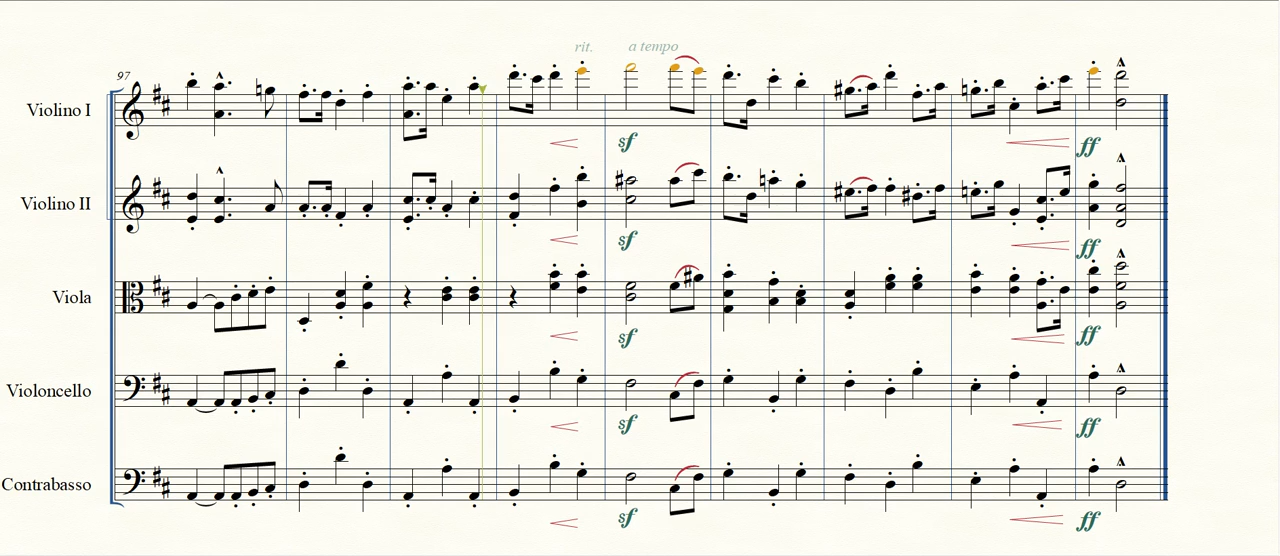 rit. a tempo
97
Violino I
sf ff
Violino II
sf ff
Viola
sf ff
Violoncello
sf ff
Contrabasso
sf ff